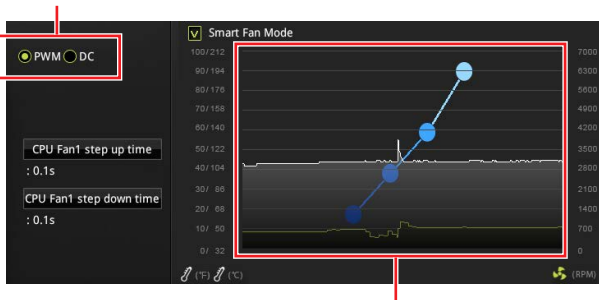 PWM DC
CPU Fan1 step up time
: 0.1s
CPU Fan1 step down time
: 0.1s
V Smart Fan Mode
100/212 7000
90/194 6300
80/176 5600
70/158 4900
60/140 4200
50/122 3500
40/104 2800
30/ 86 2100
20/ 68 1400
10/ 50 700
0/ 32 0
(°F) (°C) (RPM)